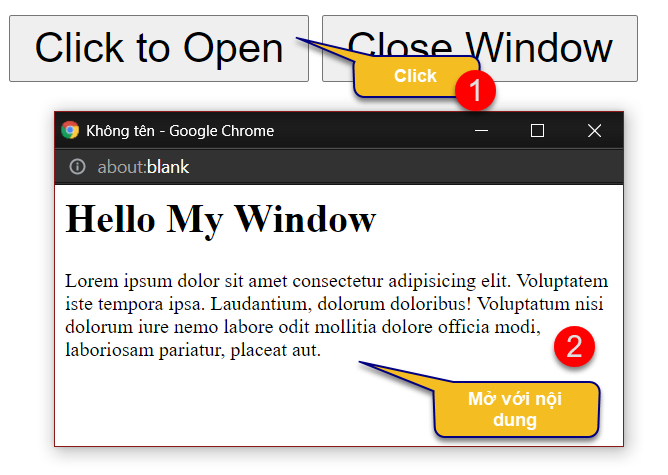 Click to Open
Close Window
Click
1
Không tên - Google Chrome
about:blank
Hello My Window
Lorem ipsum dolor sit amet consectetur adipisicing elit. Voluptatem
iste tempora ipsa. Laudantium, dolorum doloribus! Voluptatum nisi
dolorum iure nemo labore odit mollitia dolore officia modi,
laboriosam pariatur, placeat aut.
2
Mở với nội
dung